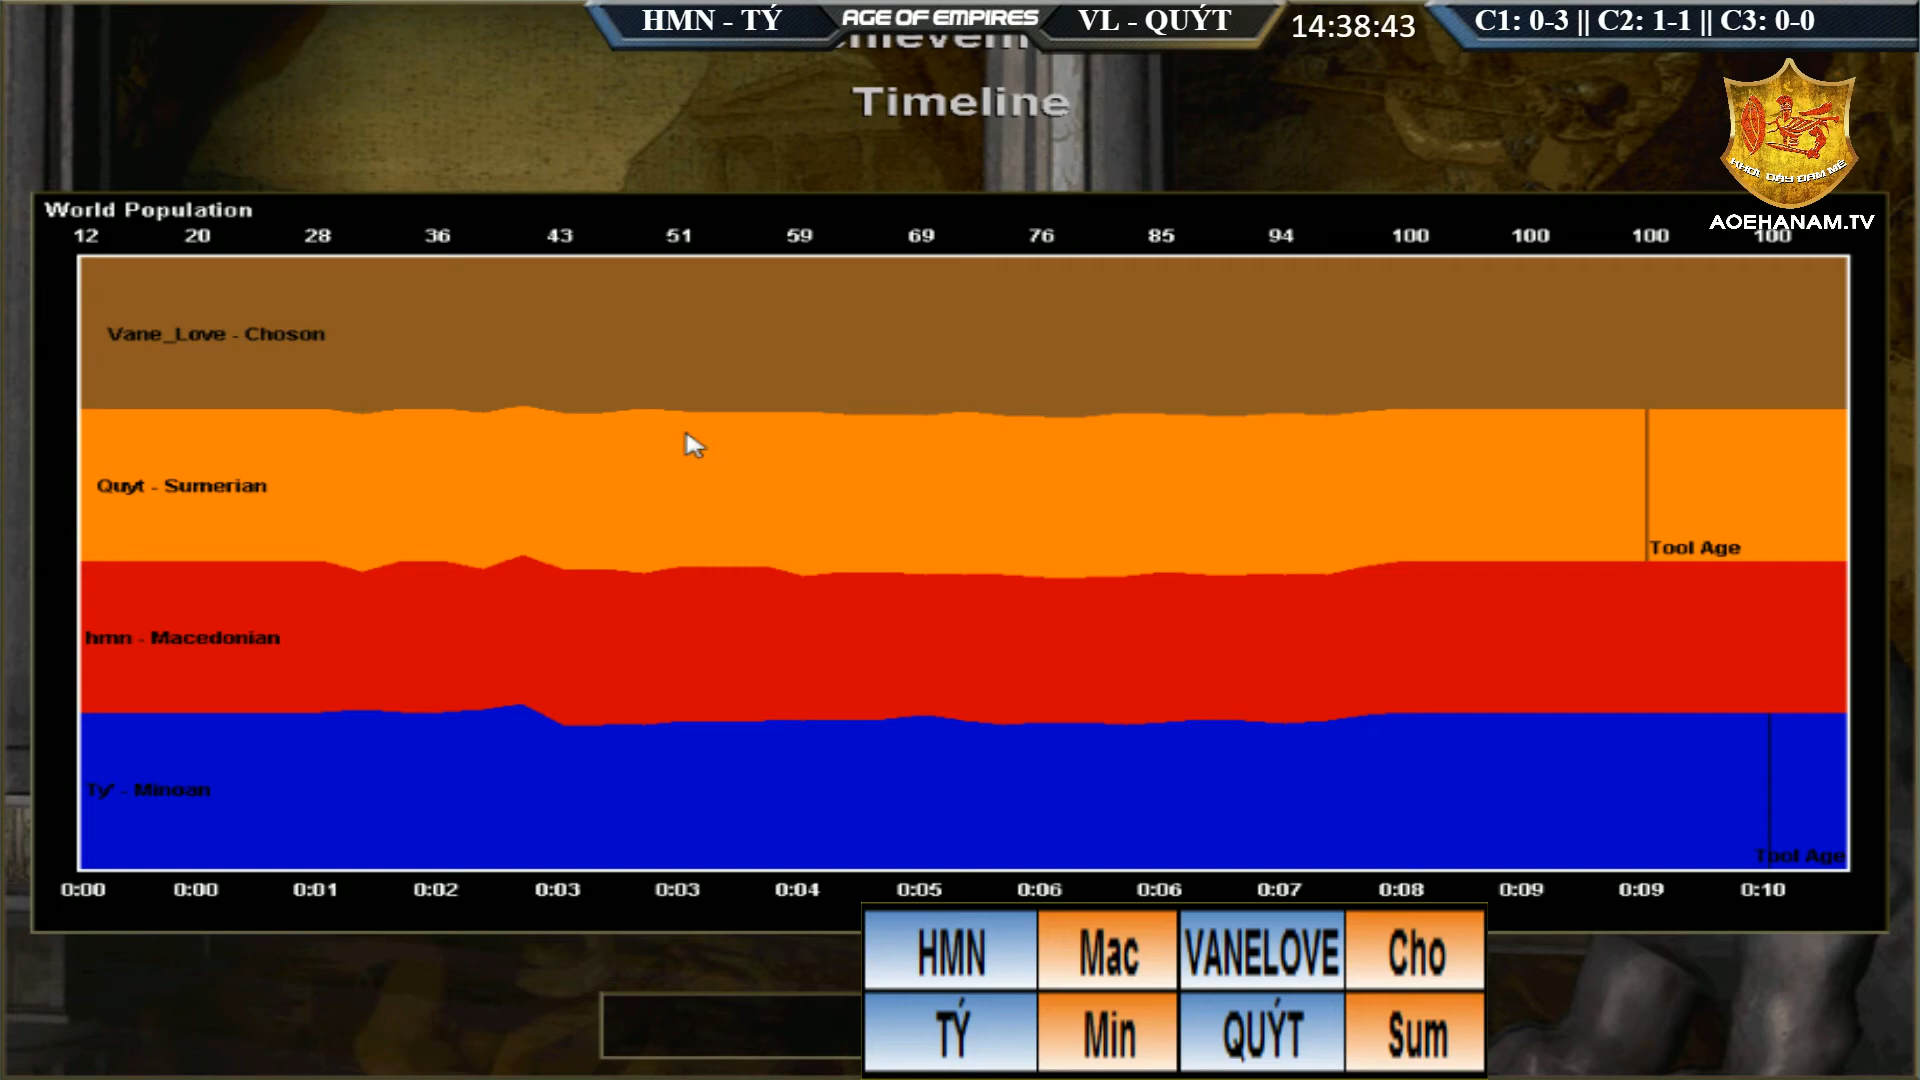 HMN - TÝ
AGE OF EMPIRES
VL - QUÝT
14:38:43
C1: 0-3 || C2: 1-1 || C3: 0-0
Timeline
KHƠI DẬY ĐAM MÊ
AOEHANAM.TV
World Population
12 20 28 36 43 51 59 69 76 85 94 100 100 100 100
Vane_Love - Choson
Quyt - Sumerian
Tool Age
hmn - Macedonian
Ty' - Minoan
Tool Age
0:00 0:00 0:01 0:02 0:03 0:03 0:04 0:05 0:06 0:06 0:07 0:08 0:09 0:09 0:10
HMN Mac VANELOVE Cho
TÝ Min QUÝT Sum